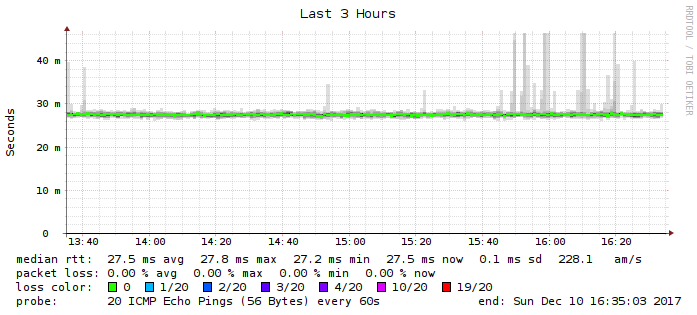 Last 3 Hours
RRDTOOL / TOBI OETIKER
Seconds
40 m
30 m
20 m
10 m
0
13:40 14:00 14:20 14:40 15:00 15:20 15:40 16:00 16:20
median rtt: 27.5 ms avg 27.8 ms max 27.2 ms min 27.5 ms now 0.1 ms sd 228.1 am/s
packet loss: 0.00 % avg 0.00 % max 0.00 % min 0.00 % now
loss color: 0 1/20 2/20 3/20 4/20 10/20 19/20
probe: 20 ICMP Echo Pings (56 Bytes) every 60s end: Sun Dec 10 16:35:03 2017